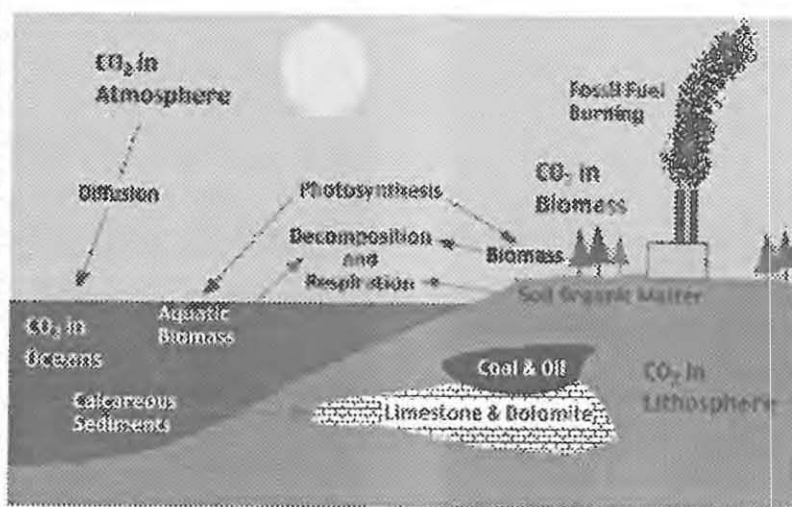 CO₂ in
Atmosphere
Fossil Fuel
Burning
Diffusion
Photosynthesis
CO₂ in
Biomass
Decomposition
and
Respiration
Biomass
Soil Organic Matter
CO₂ in
Oceans
Aquatic
Biomass
Coal & Oil
CO₂ in
Lithosphere
Calcareous
Sediments
Limestone & Dolomite